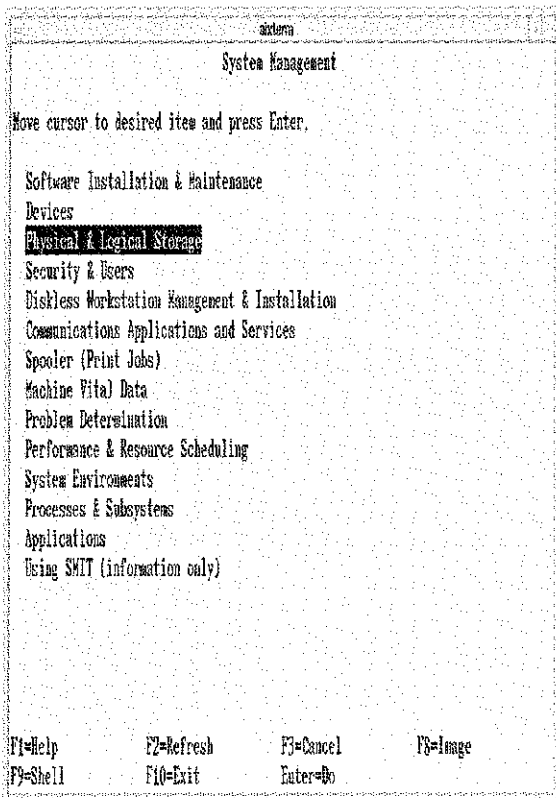 aixterm
System Management
Move cursor to desired item and press Enter.
Software Installation & Maintenance
Devices
Physical & Logical Storage
Security & Users
Diskless Workstation Management & Installation
Communications Applications and Services
Spooler (Print Jobs)
Machine Vital Data
Problem Determination
Performance & Resource Scheduling
System Environments
Processes & Subsystems
Applications
Using SMIT (information only)
F1=Help F2=Refresh F3=Cancel F8=Image
F9=Shell F10=Exit Enter=Do